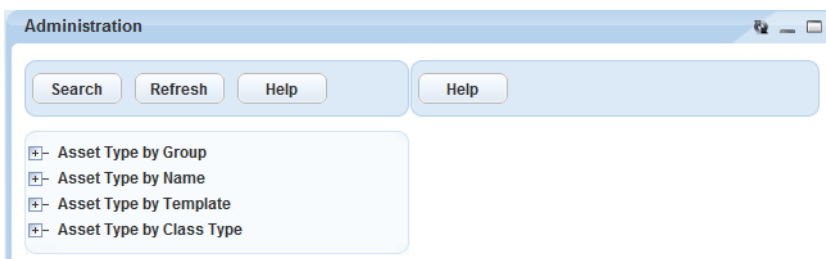 Administration
Search Refresh Help Help
Asset Type by Group
Asset Type by Name
Asset Type by Template
Asset Type by Class Type